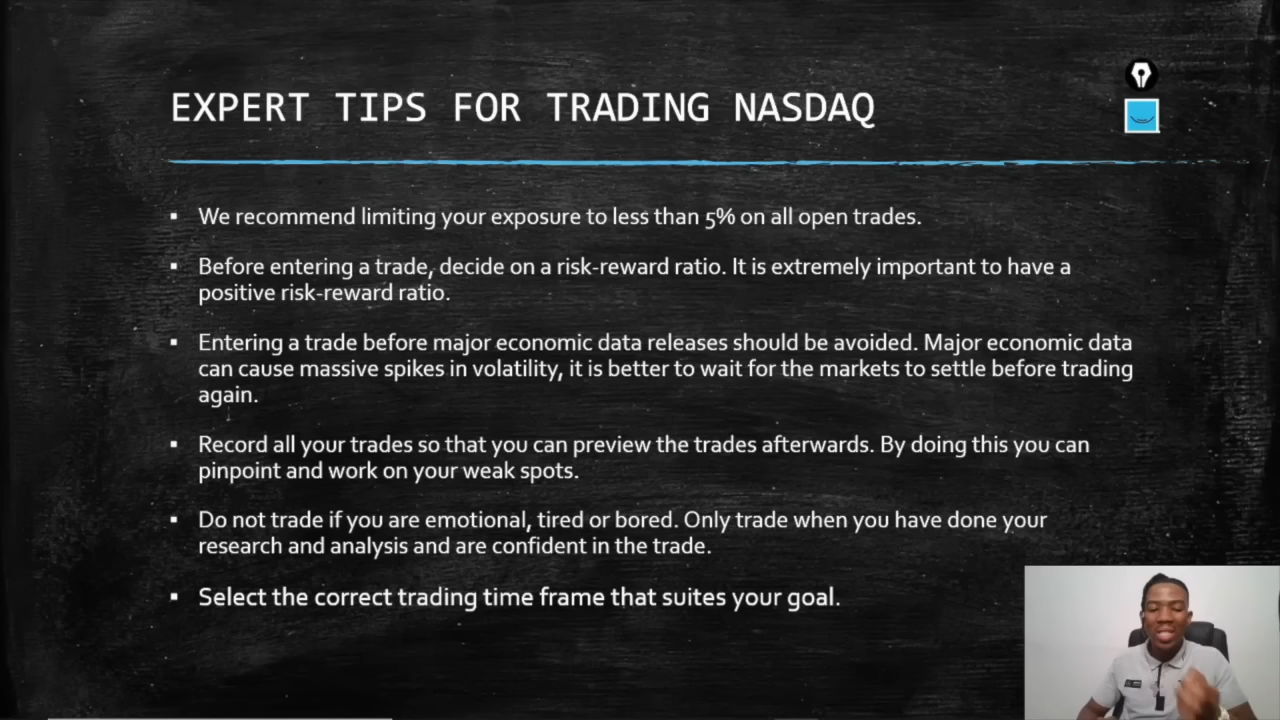 EXPERT TIPS FOR TRADING NASDAQ
▪ We recommend limiting your exposure to less than 5% on all open trades.
▪ Before entering a trade, decide on a risk-reward ratio. It is extremely important to have a
positive risk-reward ratio.
▪ Entering a trade before major economic data releases should be avoided. Major economic data
can cause massive spikes in volatility, it is better to wait for the markets to settle before trading
again.
▪ Record all your trades so that you can preview the trades afterwards. By doing this you can
pinpoint and work on your weak spots.
▪ Do not trade if you are emotional, tired or bored. Only trade when you have done your
research and analysis and are confident in the trade.
▪ Select the correct trading time frame that suites your goal.